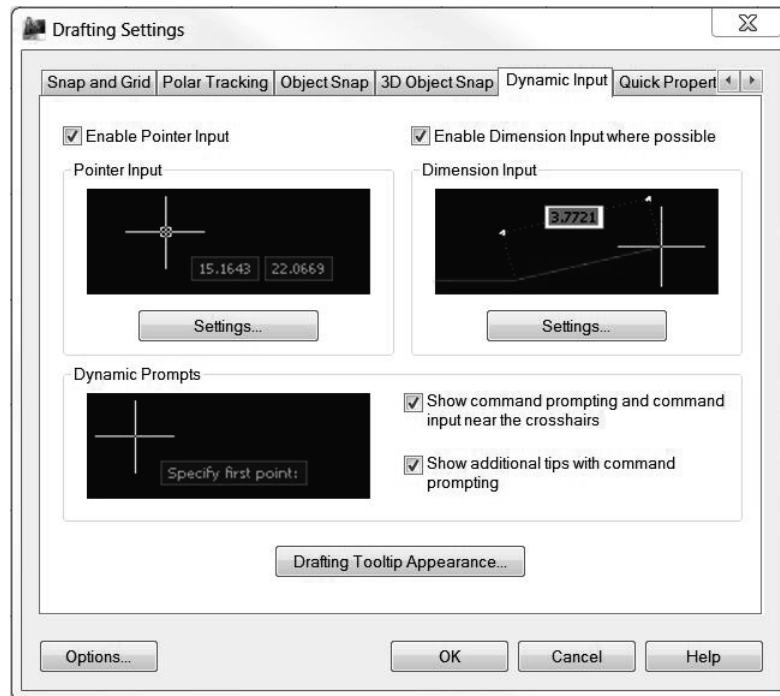 Drafting Settings
Snap and Grid Polar Tracking Object Snap 3D Object Snap Dynamic Input Quick Propert
Enable Pointer Input
Enable Dimension Input where possible
Pointer Input
15.1643 22.0669
Settings...
Dimension Input
3.7721
Settings...
Dynamic Prompts
Specify first point:
Show command prompting and command
input near the crosshairs
Show additional tips with command
prompting
Drafting Tooltip Appearance...
Options... OK Cancel Help